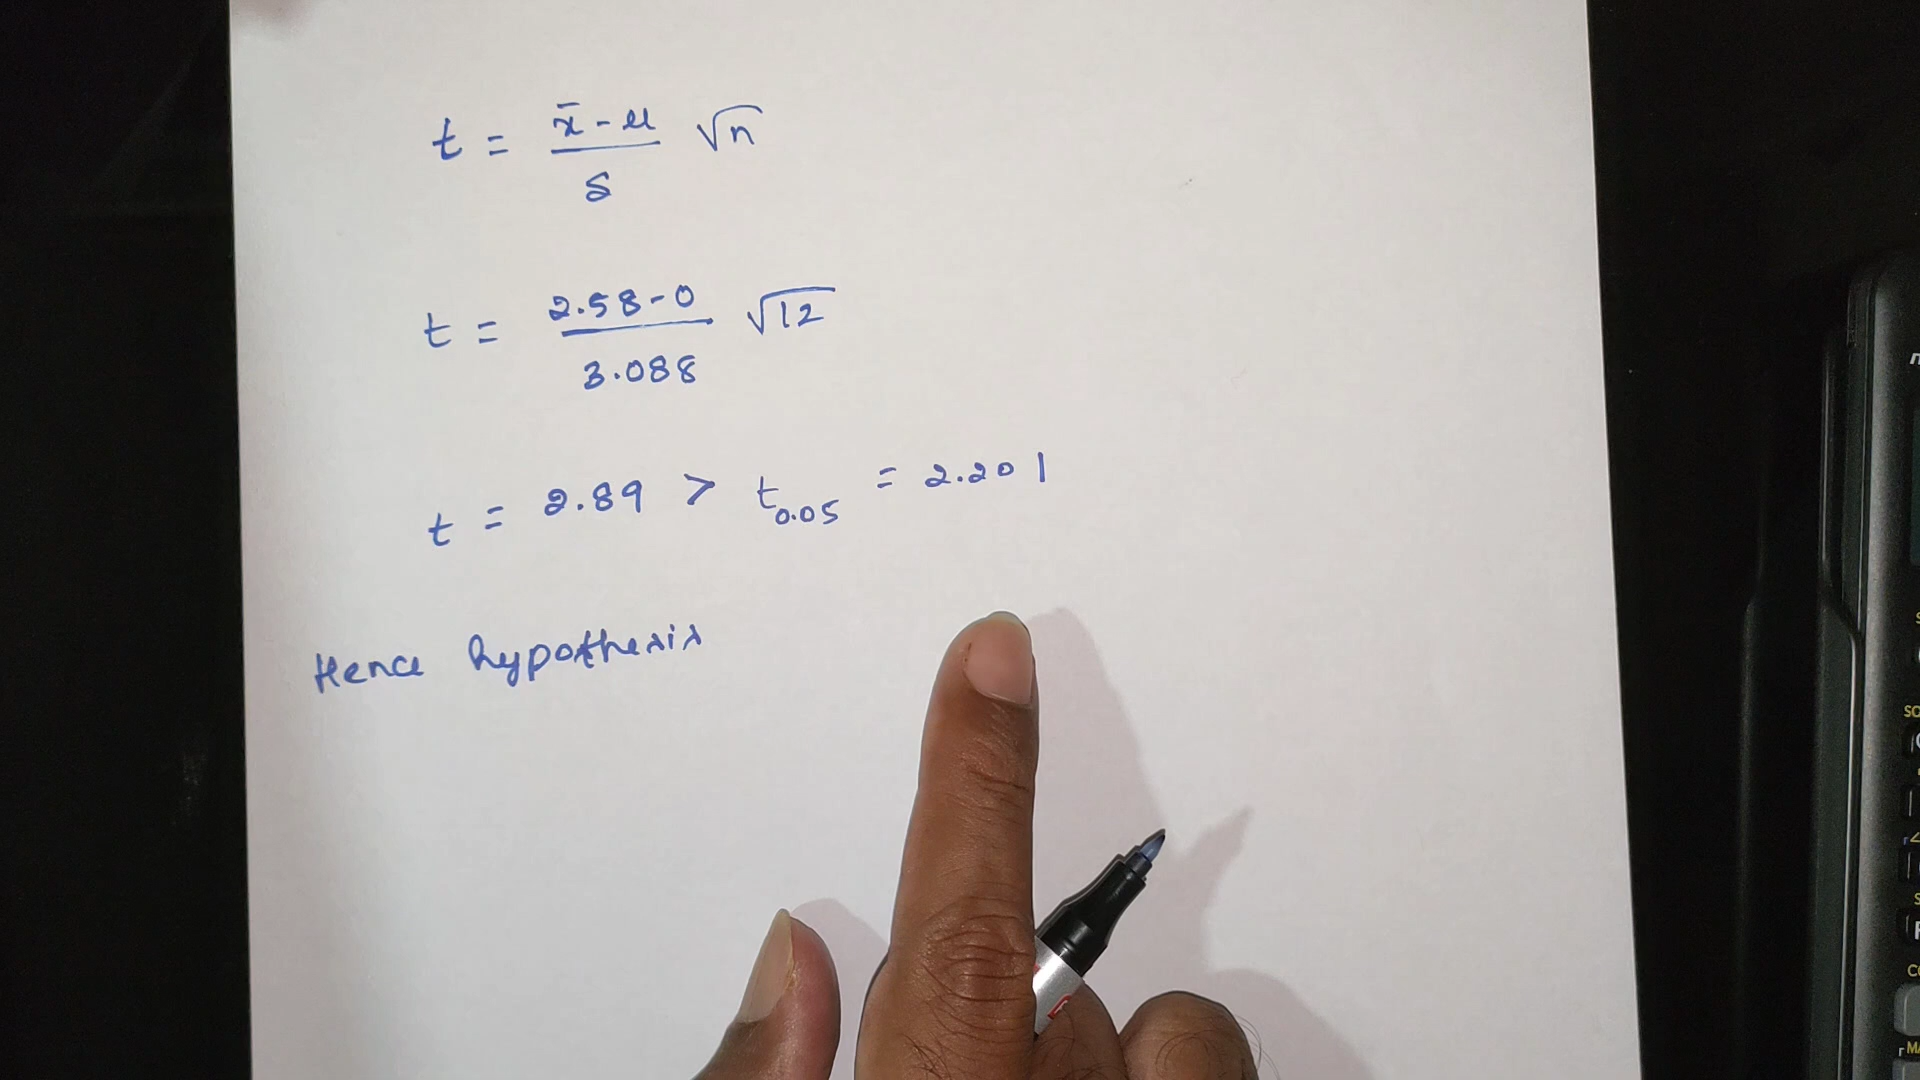 t = x̄ - μ / s √n
t = 2.58 - 0 / 3.088 √12
t = 2.89 > t0.05 = 2.201
Hence hypothesis